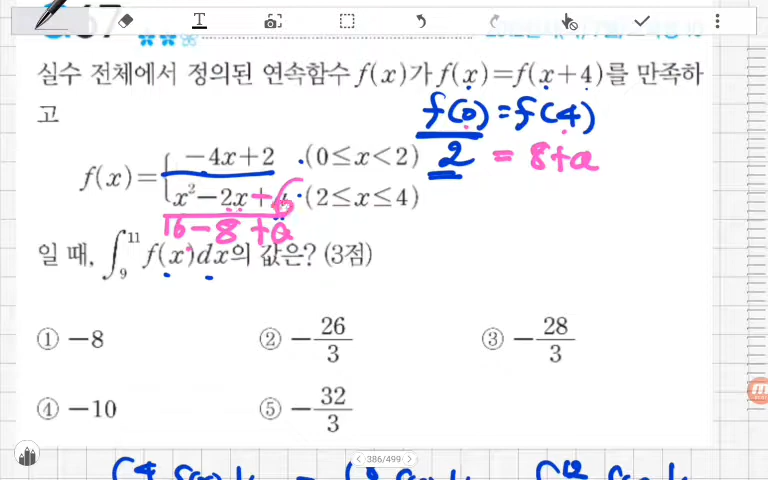 67
실수 전체에서 정의된 연속함수 f(x)가 f(x)=f(x+4)를 만족하
고
f(0)=f(4)
2 = 8+a
f(x)={ −4x+2 (0≤x<2)
x²−2x −6 (2≤x≤4)
16−8+a
일 때, ∫₉¹¹ f(x)dx의 값은? (3점)
① −8 ② −26/3 ③ −28/3
④ −10 ⑤ −32/3
386/499